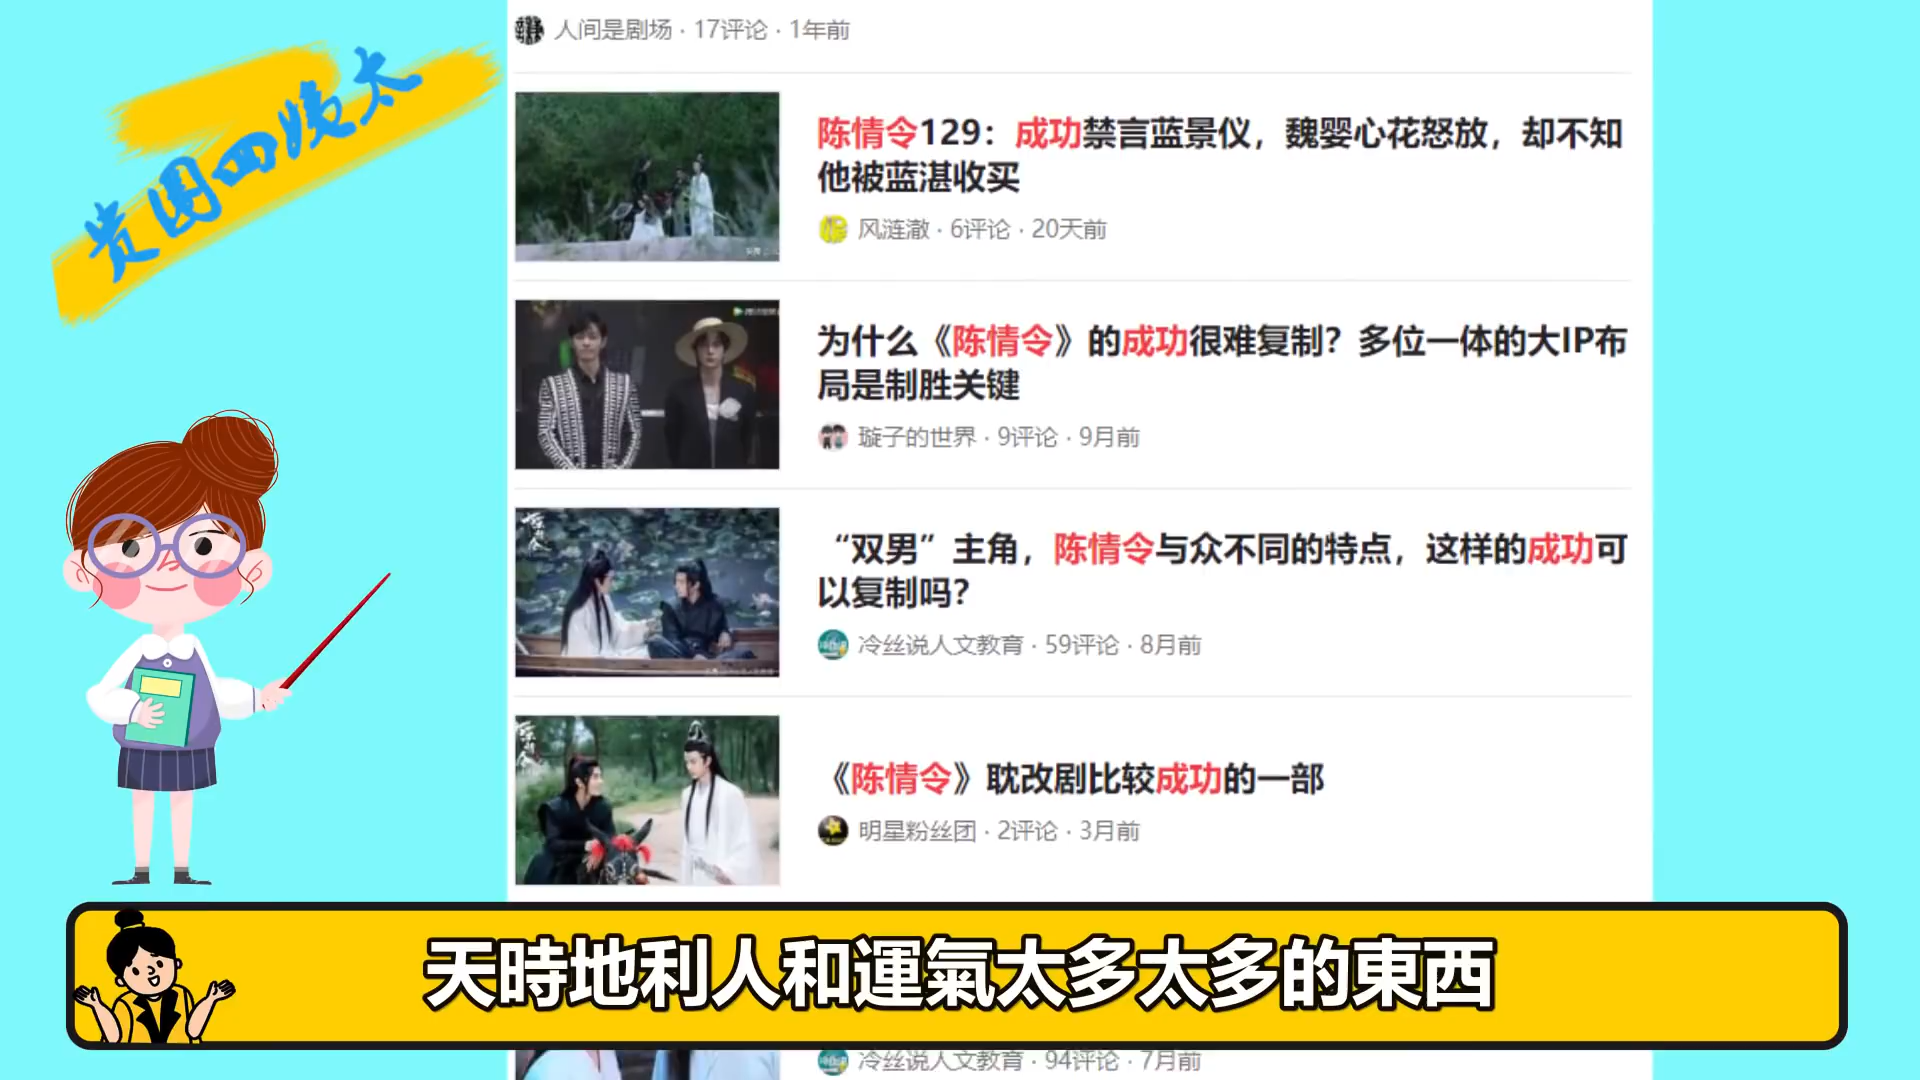 贵圈四姨太
人间是剧场 · 17评论 · 1年前
陈情令129：成功禁言蓝景仪，魏婴心花怒放，却不知
他被蓝湛收买
风涟澈 · 6评论 · 20天前
为什么《陈情令》的成功很难复制？多位一体的大IP布
局是制胜关键
璇子的世界 · 9评论 · 9月前
“双男”主角，陈情令与众不同的特点，这样的成功可
以复制吗？
冷丝说人文教育 · 59评论 · 8月前
《陈情令》耽改剧比较成功的一部
明星粉丝团 · 2评论 · 3月前
天時地利人和運氣太多太多的東西
冷丝说人文教育 · 94评论 · 7月前